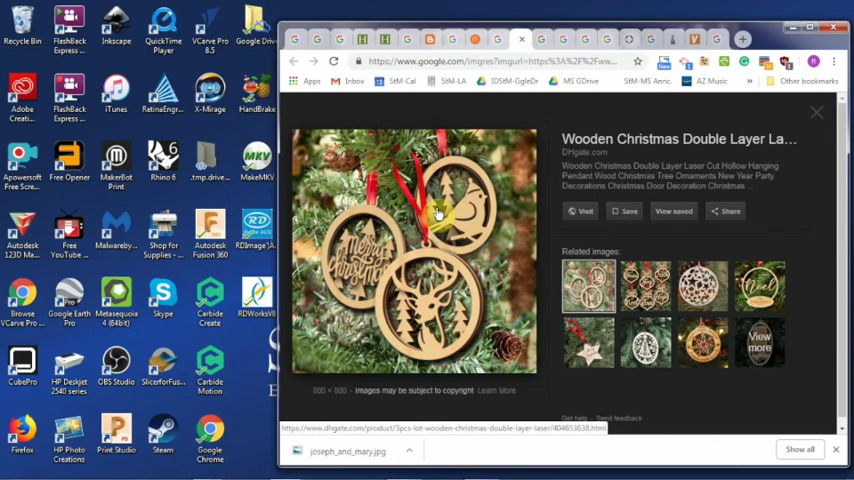 Recycle Bin
FlashBack Express ...
Inkscape
QuickTime Player
VCarve Pro 8.5
Google Drive
Adobe Creati...
FlashBack Express ...
iTunes
RetinaEngr...
X-Mirage
HandBrake
Apowersoft Free Scree...
Free Opener
MakerBot Print
Rhino 6
.tmp.drive...
MakeMKV
Autodesk 123D Ma...
Free YouTube ...
Malwareby...
Shop for Supplies - ...
Autodesk Fusion 360
Browse VCarve Pro ...
Google Earth Pro
Metasequoia 4 (64bit)
Skype
Carbide Create
RDWorksV8
CubePro
HP Deskjet 2540 series
OBS Studio
SlicerforFus...
Carbide Motion
Firefox
HP Photo Creations
Print Studio
Steam
Google Chrome
https://www.google.com/imgres?imgurl=https%3A%2F%2Fww...
Apps
Inbox
StM-Cal
StM-LA
IDStM-GgleDr
MS GDrive
StM-MS Annc.
AZ Music
»
Other bookmarks
Merry Christmas
Wooden Christmas Double Layer La...
DHgate.com
Wooden Christmas Double Layer Laser Cut Hollow Hanging
Pendant Wood Christmas Tree Ornaments New Year Party
Decorations Christmas Door Decoration Christmas ...
Visit
Save
View saved
Share
Related images:
Noel
View more
800 × 800 - Images may be subject to copyright Learn More
Get help - Send feedback
https://www.dhgate.com/product/3pcs-lot-wooden-christmas-double-layer-laser/404653638.html
joseph_and_mary.jpg
Show all